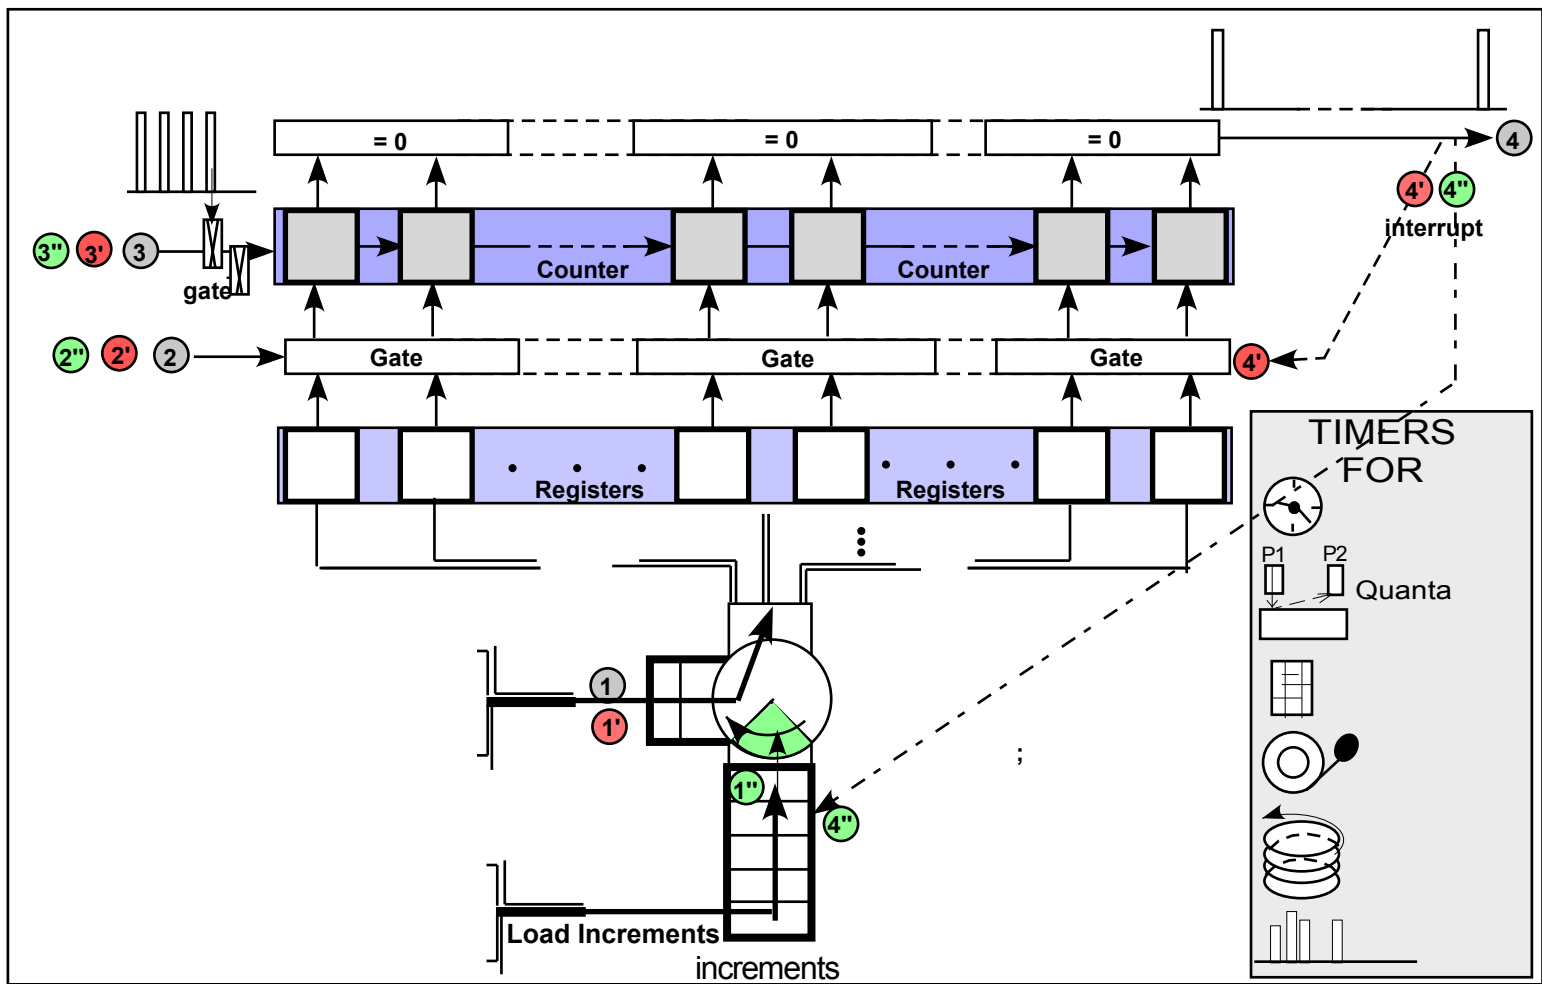 = 0
= 0
= 0
4
4' 4"
interrupt
3" 3' 3
gate
Counter
Counter
2" 2' 2
Gate
Gate
Gate
4'
Registers
Registers
TIMERS
FOR
P1 P2
Quanta
1
1'
;
1"
4"
Load Increments
increments